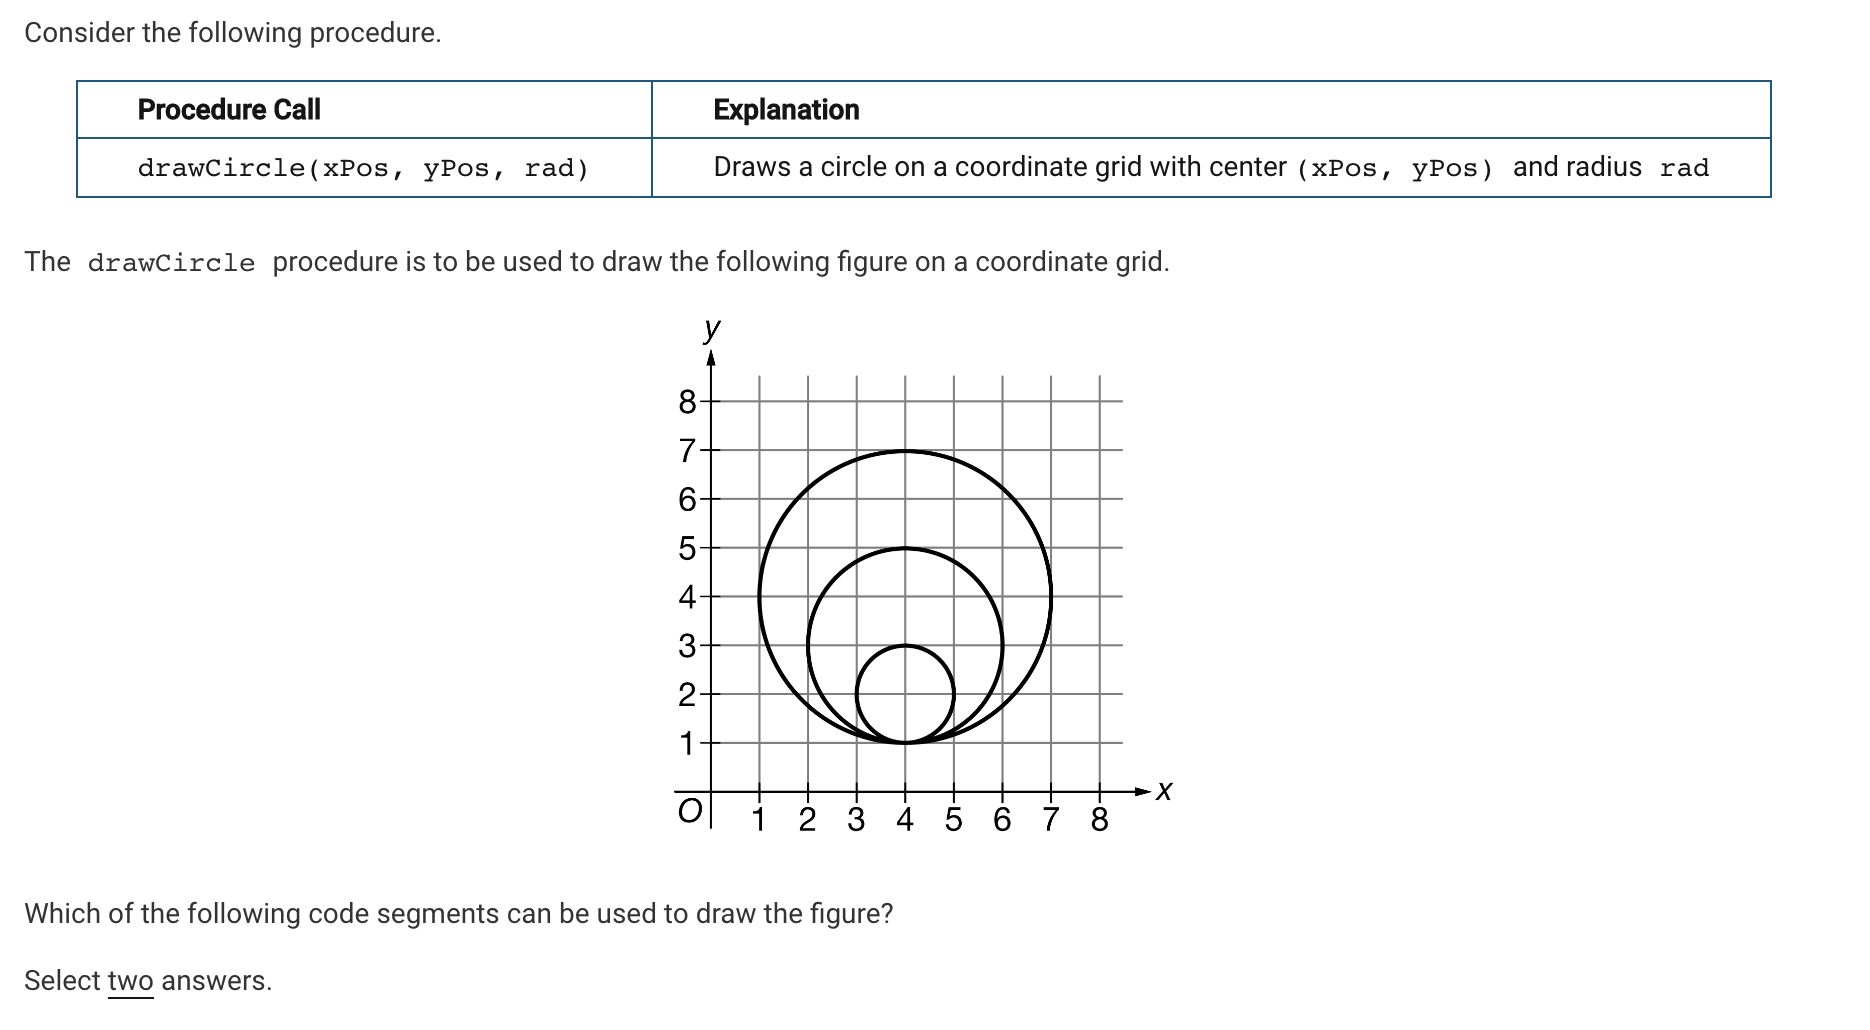 Consider the following procedure.
Procedure Call Explanation
drawCircle(xPos, yPos, rad) Draws a circle on a coordinate grid with center (xPos, yPos) and radius rad
The drawCircle procedure is to be used to draw the following figure on a coordinate grid.
y
8
7
6
5
4
3
2
1
x
O 1 2 3 4 5 6 7 8
Which of the following code segments can be used to draw the figure?
Select two answers.